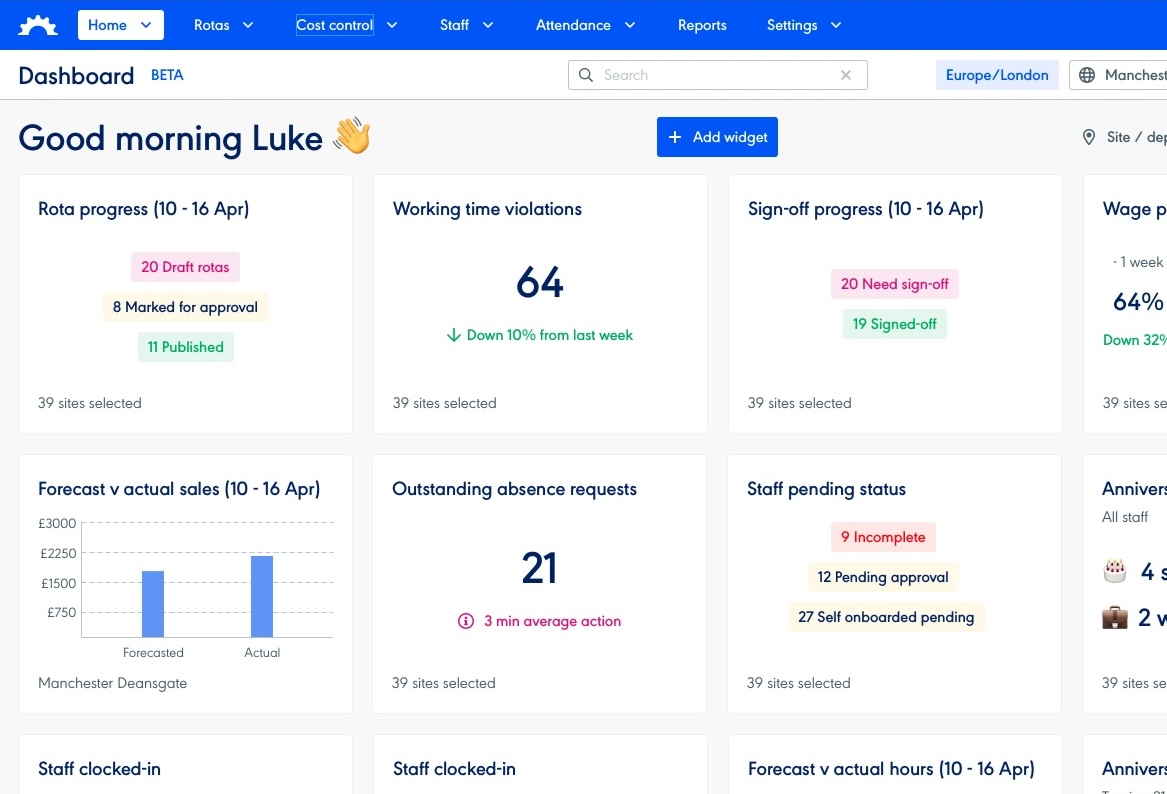 Home
Rotas
Cost control
Staff
Attendance
Reports
Settings
Dashboard BETA
Search
Europe/London
Good morning Luke
+ Add widget
Site /
Rota progress (10 - 16 Apr)
20 Draft rotas
8 Marked for approval
11 Published
39 sites selected
Working time violations
64
Down 10% from last week
39 sites selected
Sign-off progress (10 - 16 Apr)
20 Need sign-off
19 Signed-off
39 sites selected
Wage
- 1 week
64%
Down 32%
39 sites
Forecast v actual sales (10 - 16 Apr)
£3000
£2250
£1500
£750
Forecasted
Actual
Manchester Deansgate
Outstanding absence requests
21
3 min average action
39 sites selected
Staff pending status
9 Incomplete
12 Pending approval
27 Self onboarded pending
39 sites selected
All staff
4
2
39 sites
Staff clocked-in
Staff clocked-in
Forecast v actual hours (10 - 16 Apr)